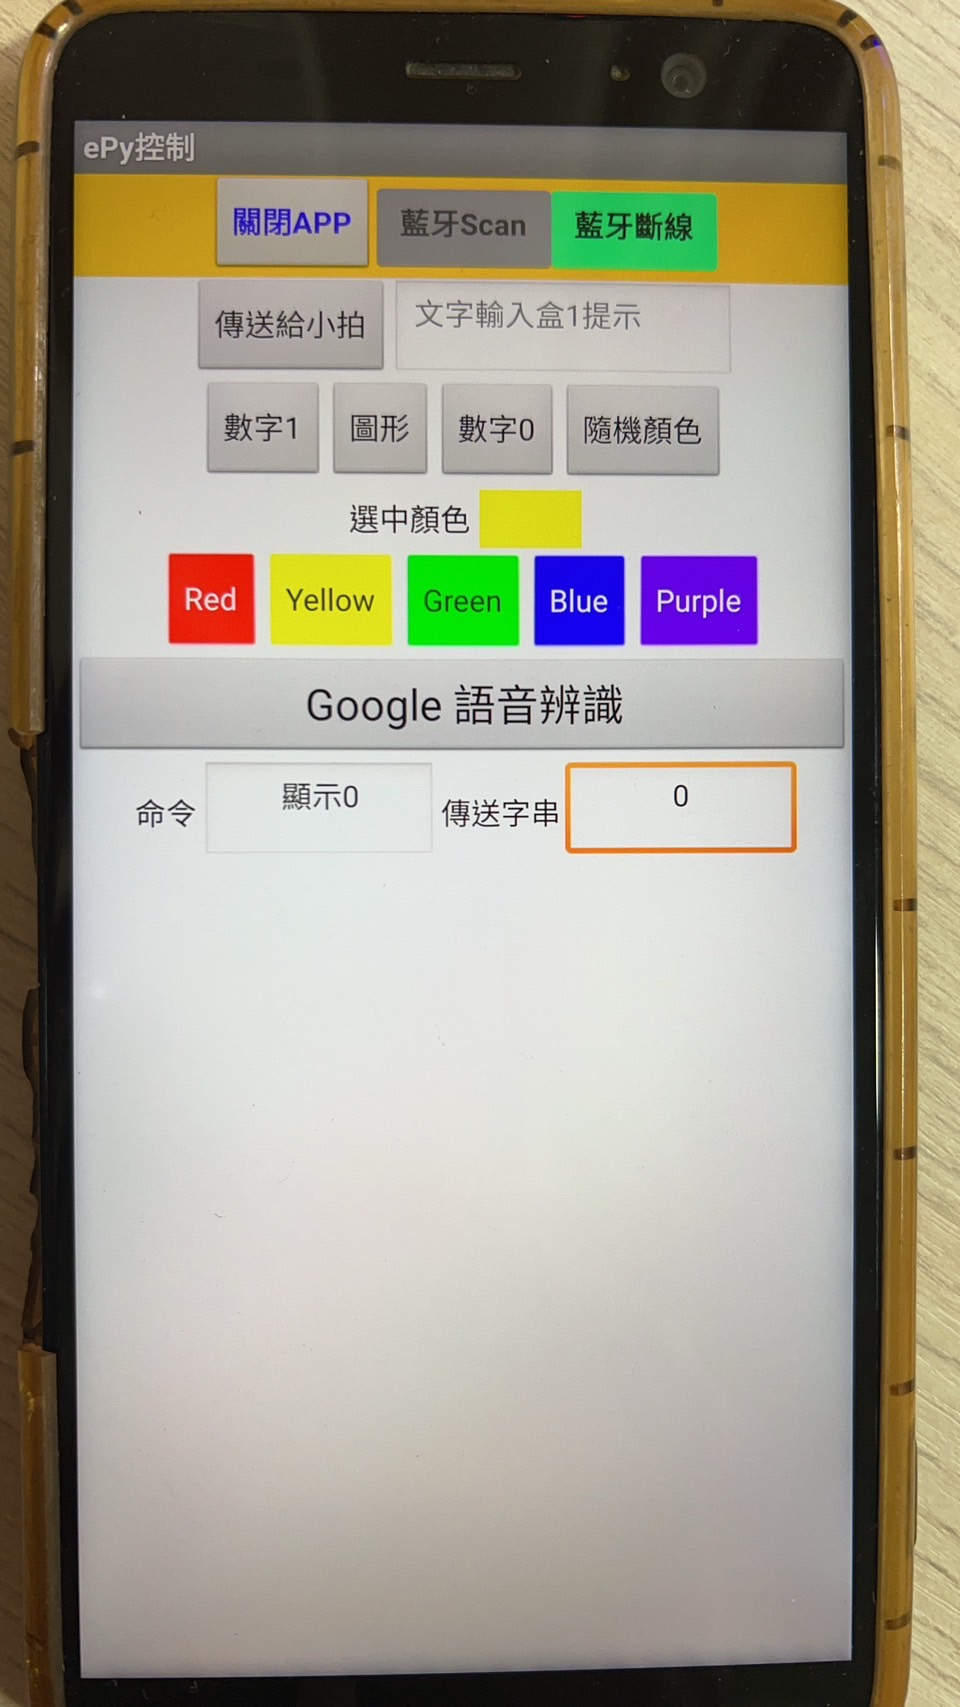 ePy控制
關閉APP 藍牙Scan 藍牙斷線
傳送給小拍 文字輸入盒1提示
數字1 圖形 數字0 隨機顏色
選中顏色
Red Yellow Green Blue Purple
Google 語音辨識
命令 顯示0 傳送字串 0